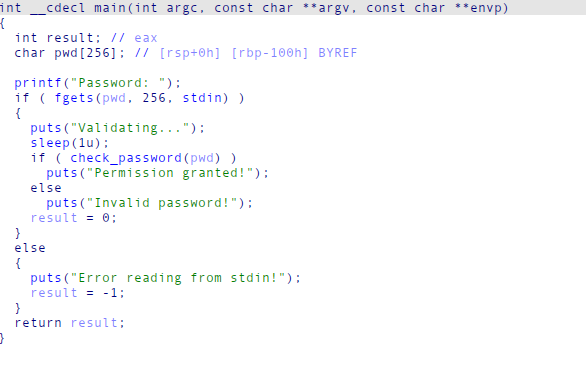 int __cdecl main(int argc, const char **argv, const char **envp)
{
  int result; // eax
  char pwd[256]; // [rsp+0h] [rbp-100h] BYREF

  printf("Password: ");
  if ( fgets(pwd, 256, stdin) )
  {
    puts("Validating...");
    sleep(1u);
    if ( check_password(pwd) )
      puts("Permission granted!");
    else
      puts("Invalid password!");
    result = 0;
  }
  else
  {
    puts("Error reading from stdin!");
    result = -1;
  }
  return result;
}